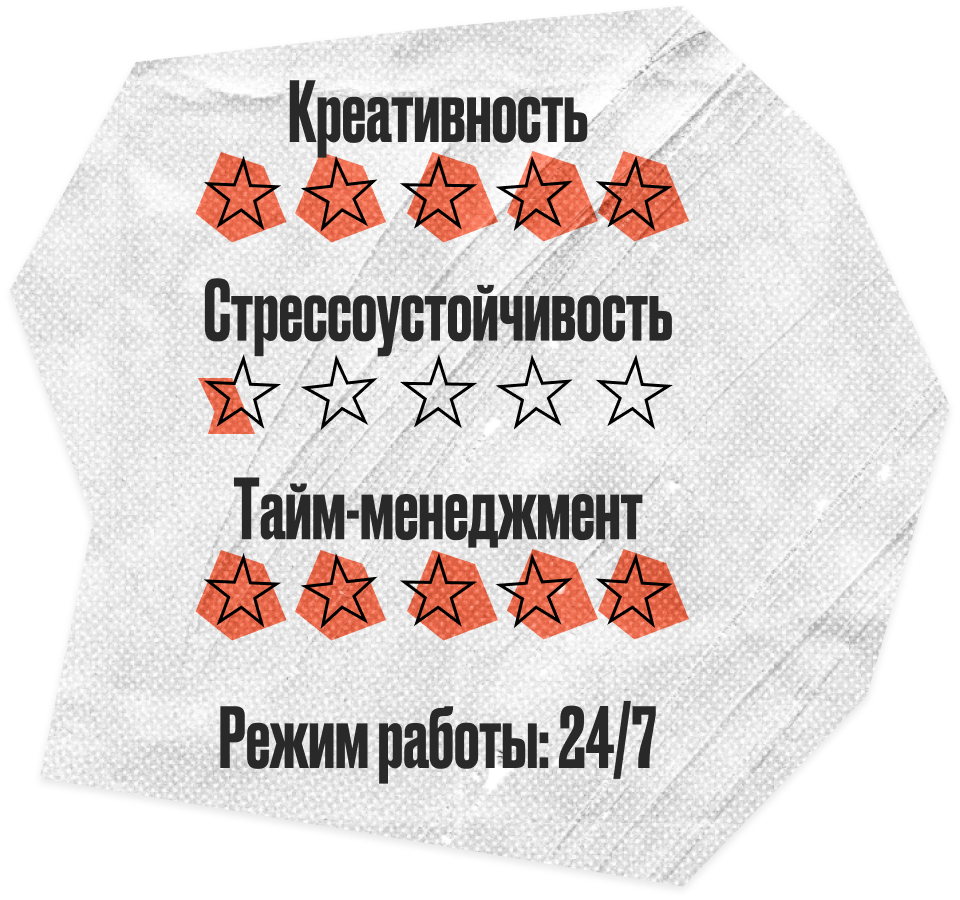 Креативность
Стрессоустойчивость
Тайм-менеджмент
Режим работы: 24/7